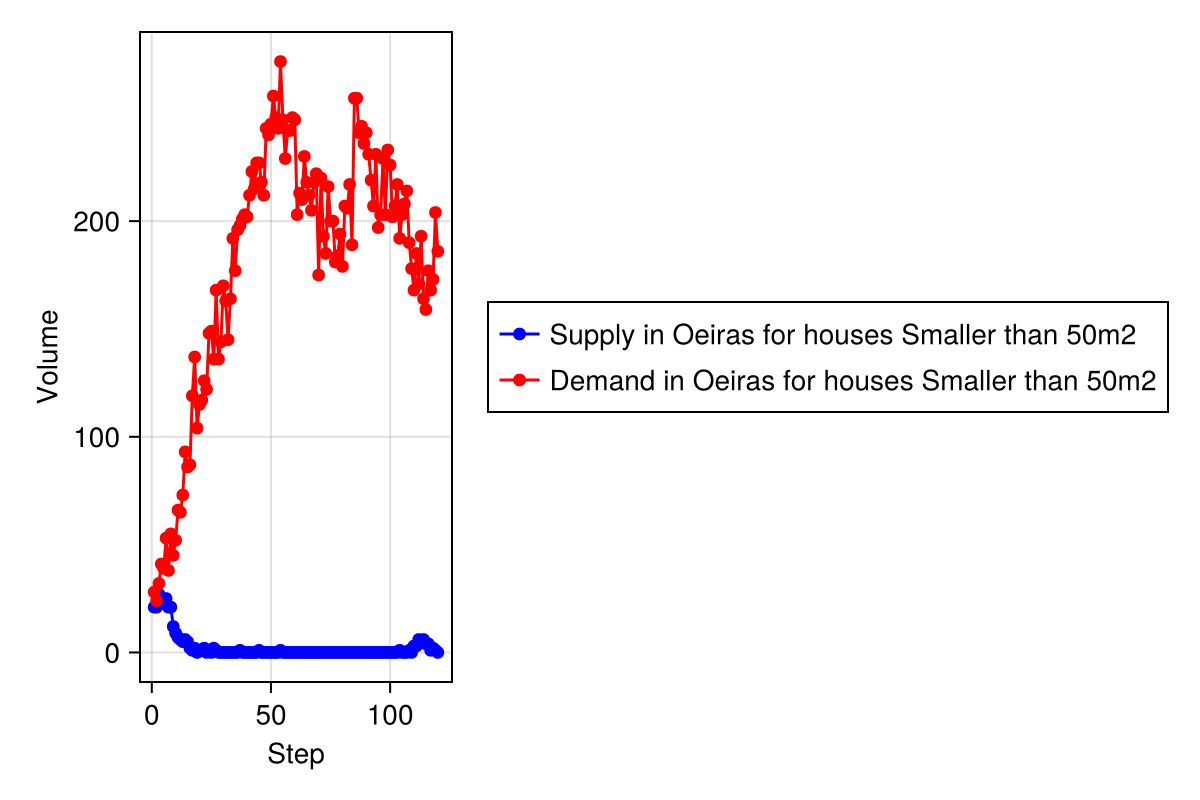 Volume
200
100
0
0 50 100
Step
Supply in Oeiras for houses Smaller than 50m2
Demand in Oeiras for houses Smaller than 50m2